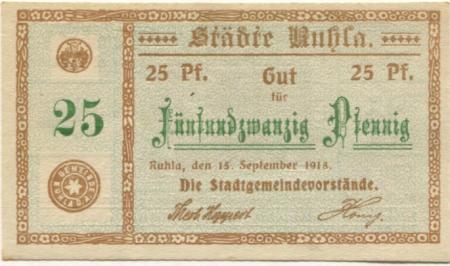 Städte Ruhla.
25 Pf. Gut 25 Pf.
für
25
Fünfundzwanzig Pfennig
Ruhla, den 15. September 1918.
Die Stadtgemeindevorstände.